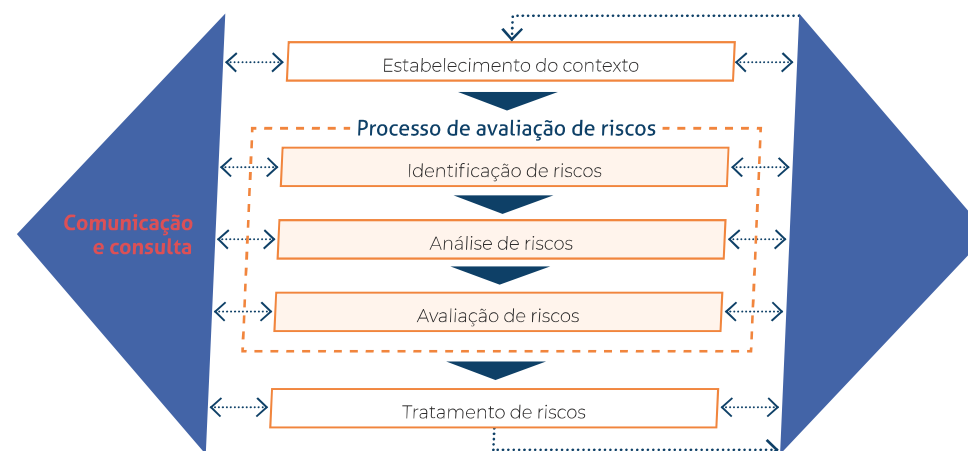 Estabelecimento do contexto
Processo de avaliação de riscos
Identificação de riscos
Comunicação
e consulta
Análise de riscos
Avaliação de riscos
Tratamento de riscos